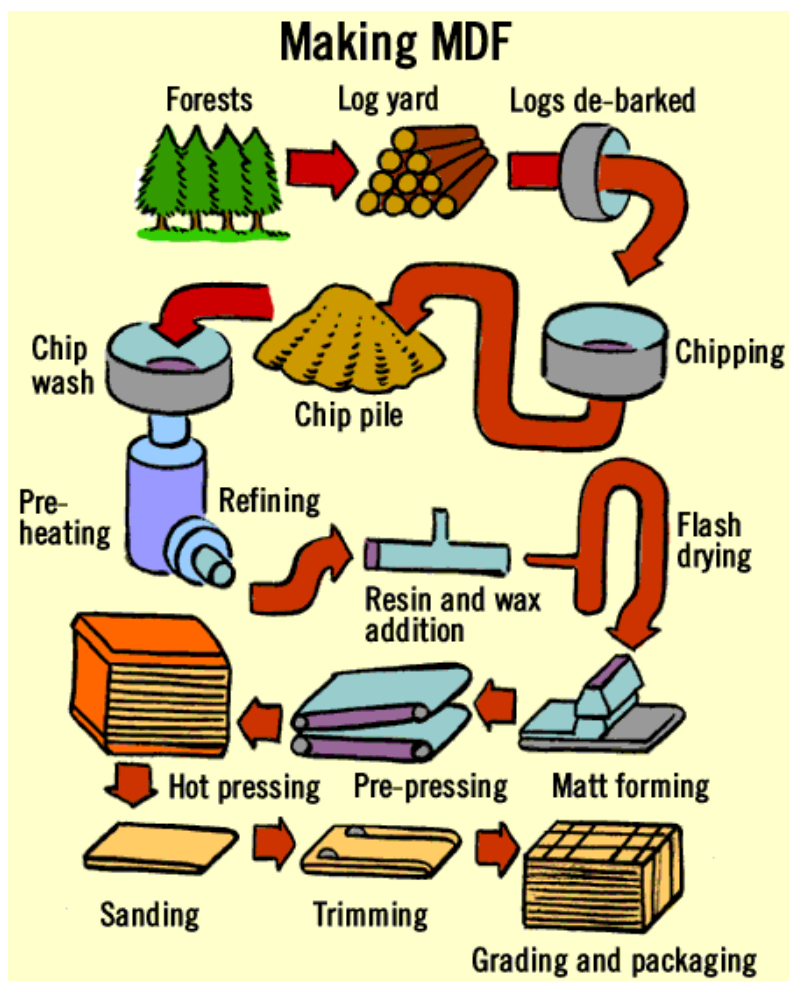 Making MDF
Forests
Log yard
Logs de-barked
Chipping
Chip pile
Chip
wash
Pre-
heating
Refining
Resin and wax
addition
Flash
drying
Matt forming
Pre-pressing
Hot pressing
Sanding
Trimming
Grading and packaging